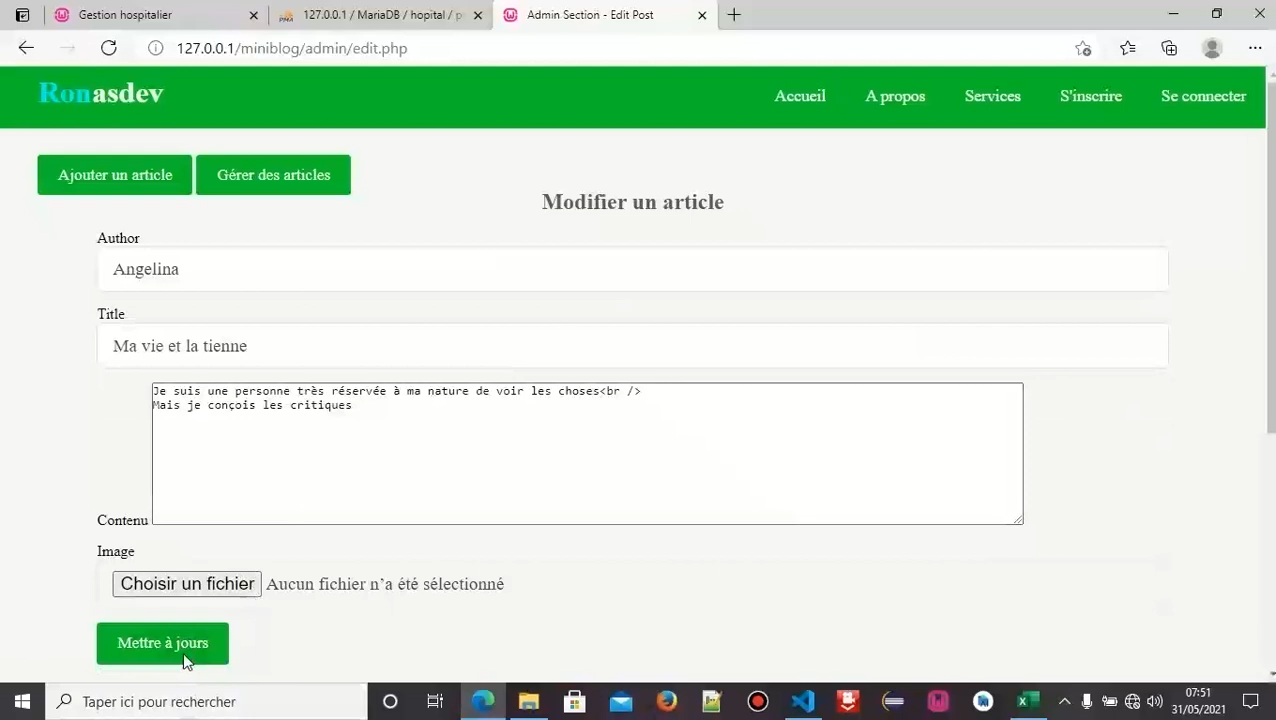 Gestion hospitalier
127.0.0.1 / MariaDB / hopital / p
Admin Section - Edit Post
127.0.0.1/miniblog/admin/edit.php
Ronasdev
Accueil
A propos
Services
S'inscrire
Se connecter
Ajouter un article
Gérer des articles
Modifier un article
Author
Angelina
Title
Ma vie et la tienne
Je suis une personne très réservée à ma nature de voir les choses<br />
Mais je conçois les critiques
Contenu
Image
Choisir un fichier Aucun fichier n’a été sélectionné
Mettre à jours
Taper ici pour rechercher
07:51
31/05/2021